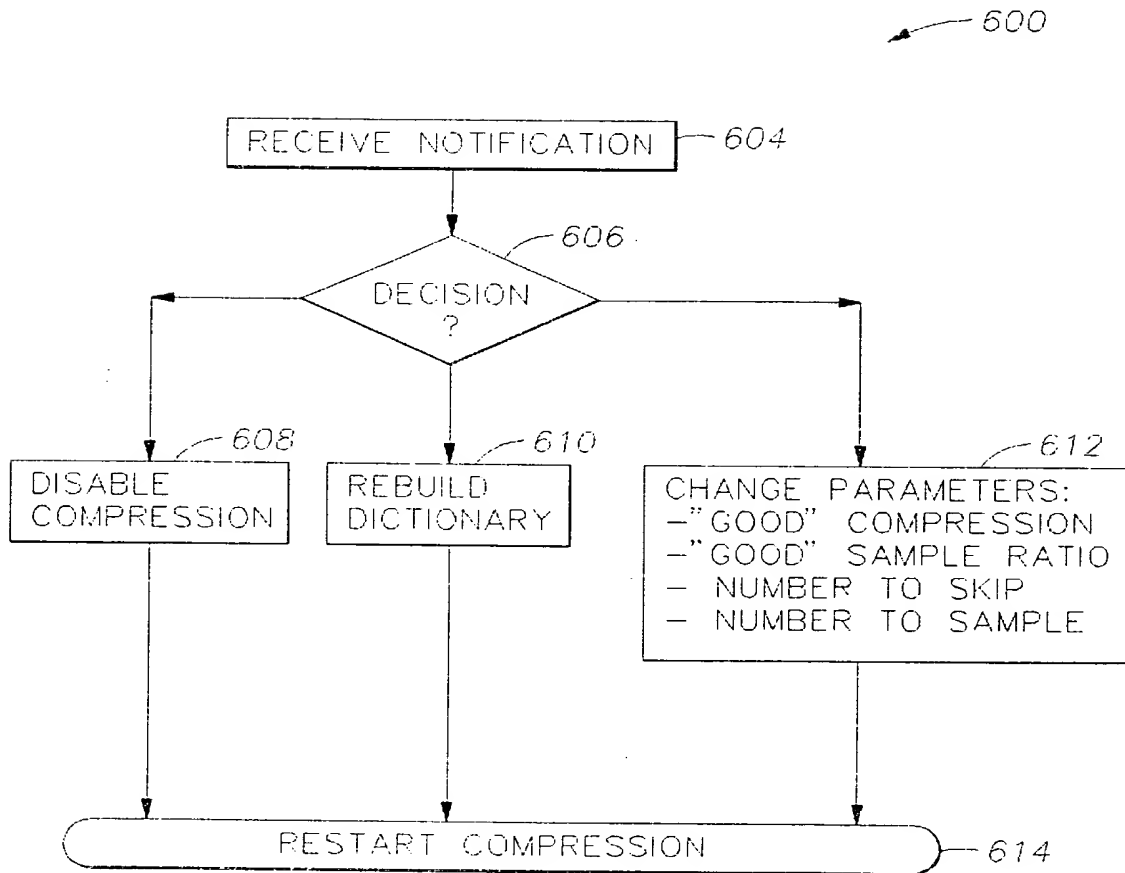 600
RECEIVE NOTIFICATION
604
606
DECISION
?
608
DISABLE
COMPRESSION
610
REBUILD
DICTIONARY
612
CHANGE PARAMETERS:
-"GOOD" COMPRESSION
-"GOOD" SAMPLE RATIO
- NUMBER TO SKIP
- NUMBER TO SAMPLE
RESTART COMPRESSION
614